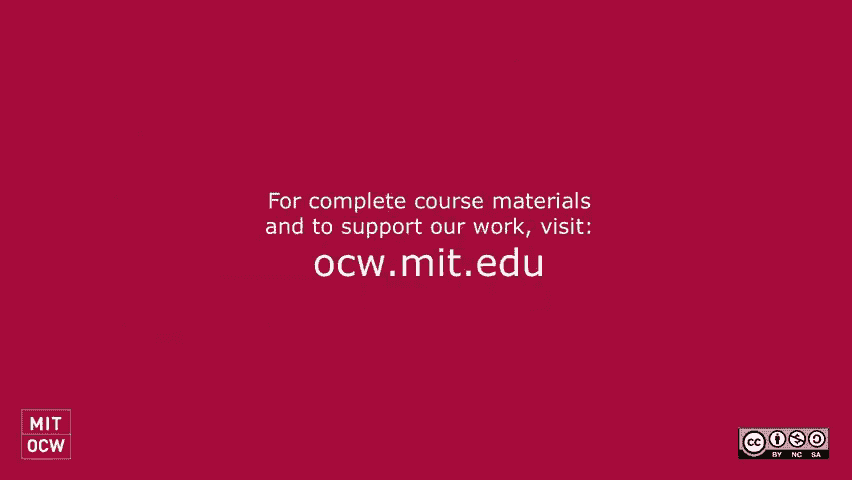 For complete course materials
and to support our work, visit:
ocw.mit.edu
MIT
OCW
cc
BY NC SA